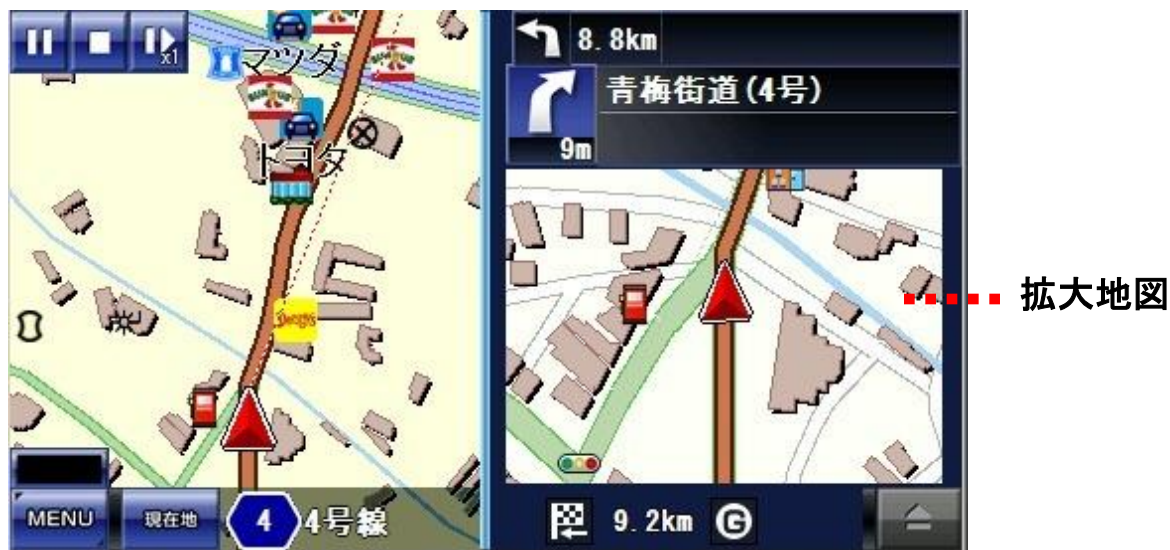 x1
マツダ
トヨタ
Denny's
MENU
現在地
4
4号線
8.8km
青梅街道(4号)
9m
9.2km
G
拡大地図